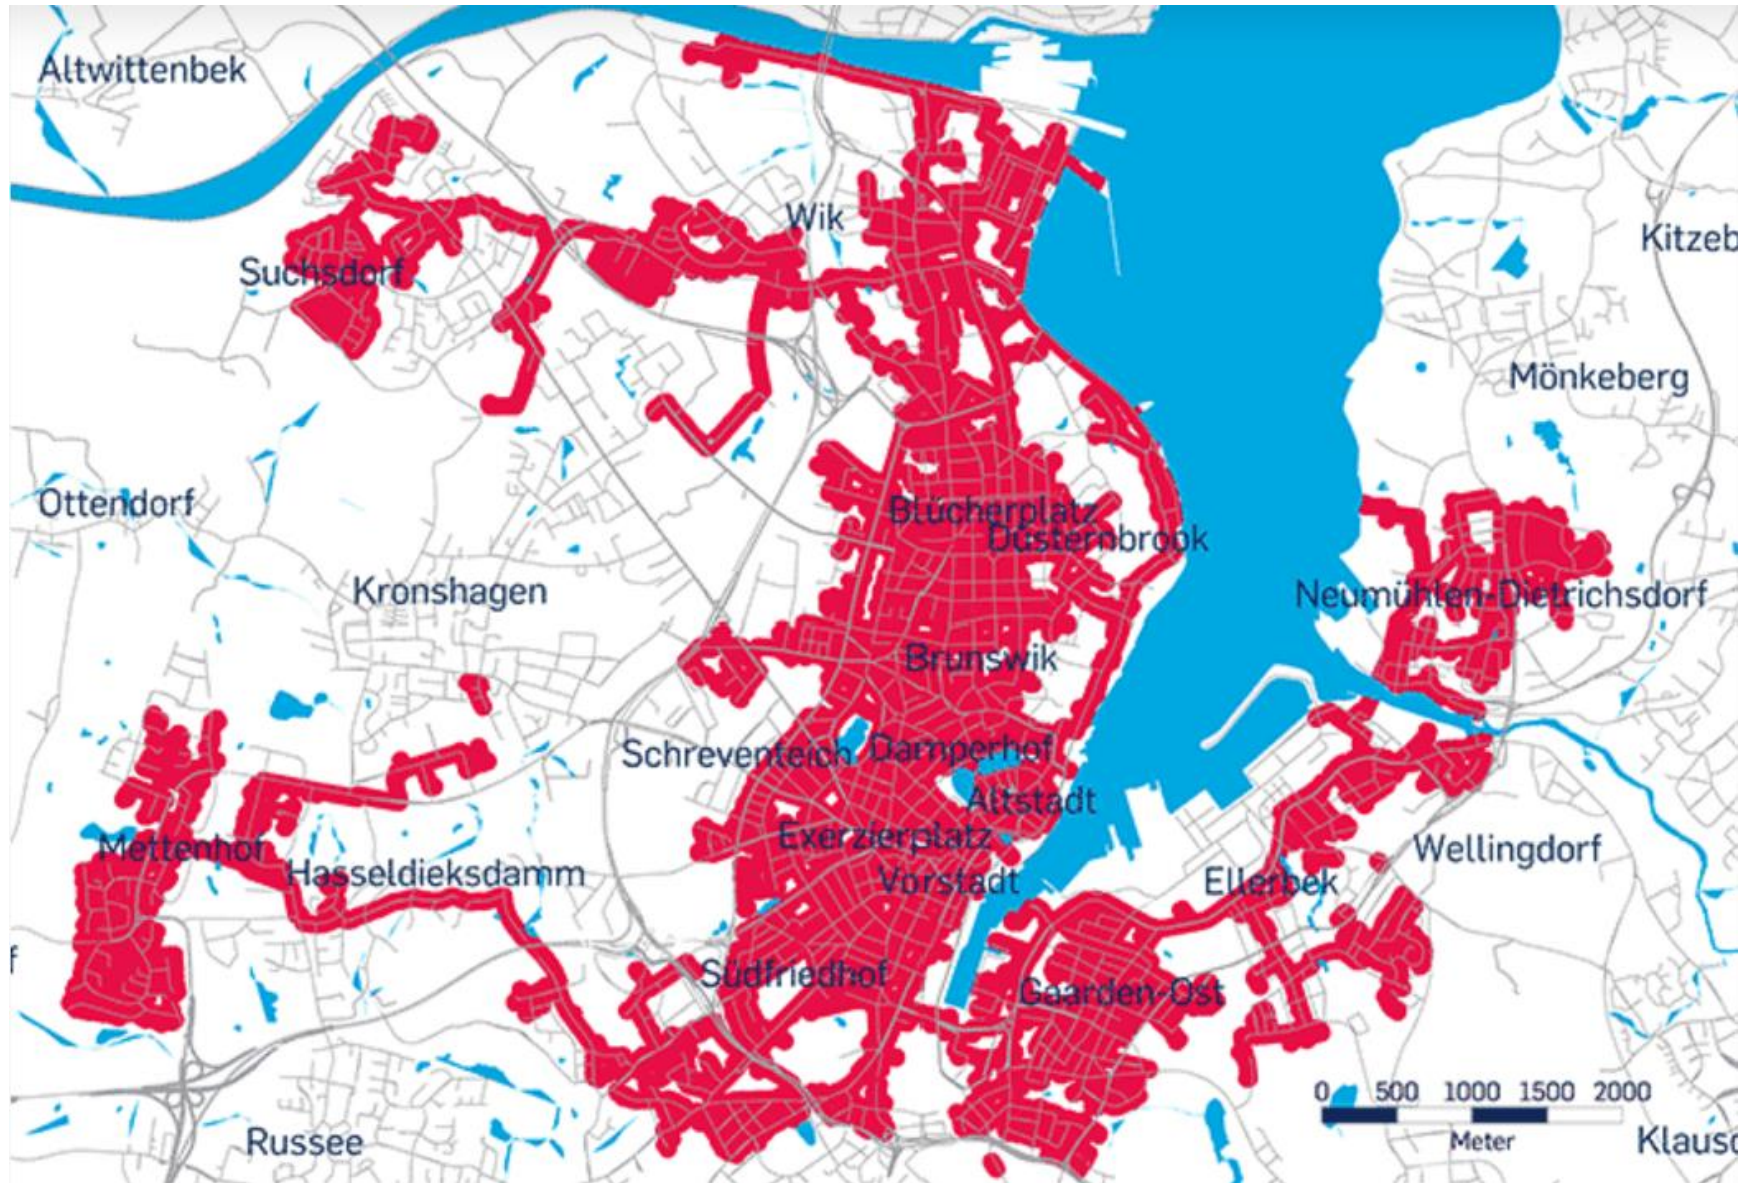 Altwittenbek
Wik
Kitzeb
Suchsdorf
Mönkeberg
Ottendorf
Blücherplatz
Düsternbrook
Kronshagen
Neumühlen-Dietrichsdorf
Brunswik
Schreventeich
Damperhof
Altstadt
Exerzierplatz
Mettenhof
Wellingdorf
Hasseldieksdamm
Vorstadt
Ellerbek
f
Südfriedhof
Gaarden-Ost
0 500 1000 1500 2000
Meter
Russee
Klausd